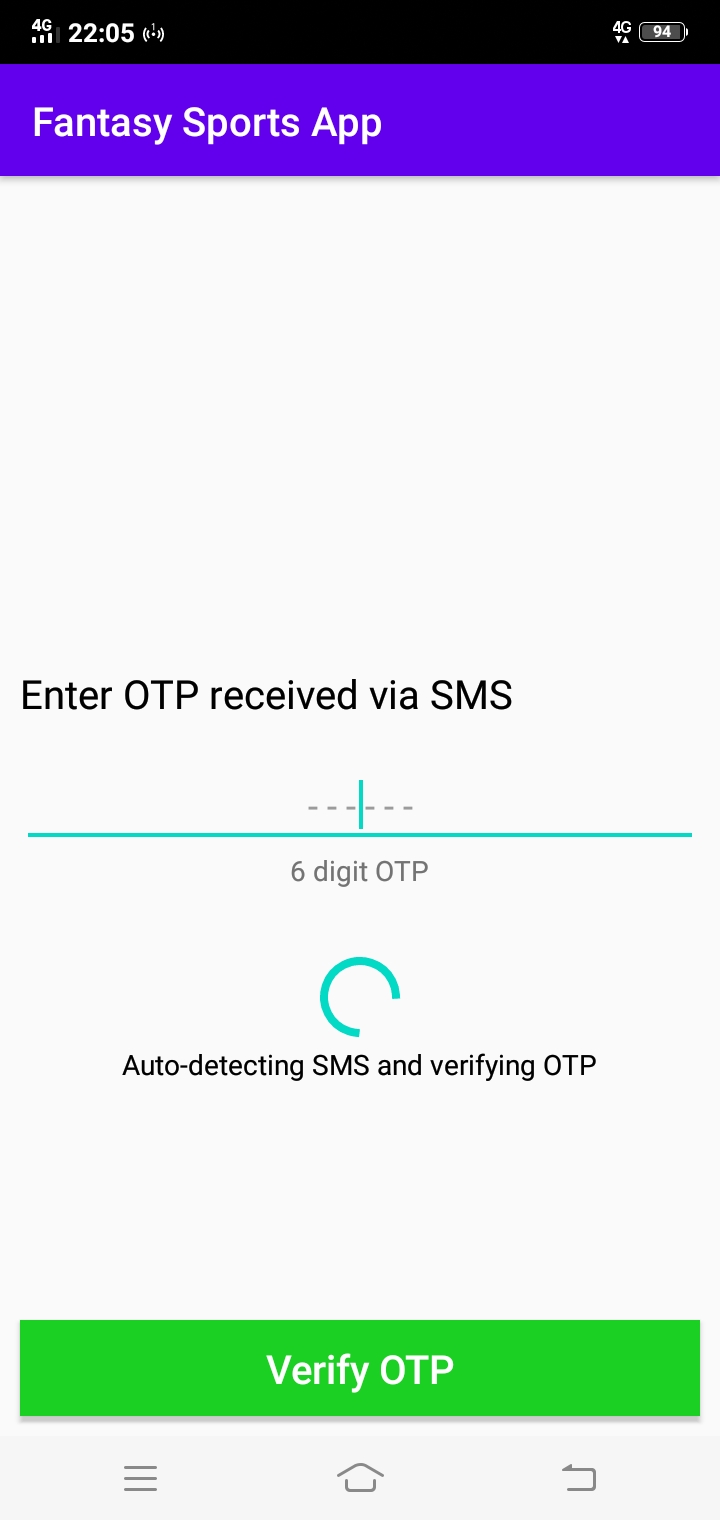 4G 22:05 4G 94
Fantasy Sports App
Enter OTP received via SMS
------
6 digit OTP
Auto-detecting SMS and verifying OTP
Verify OTP